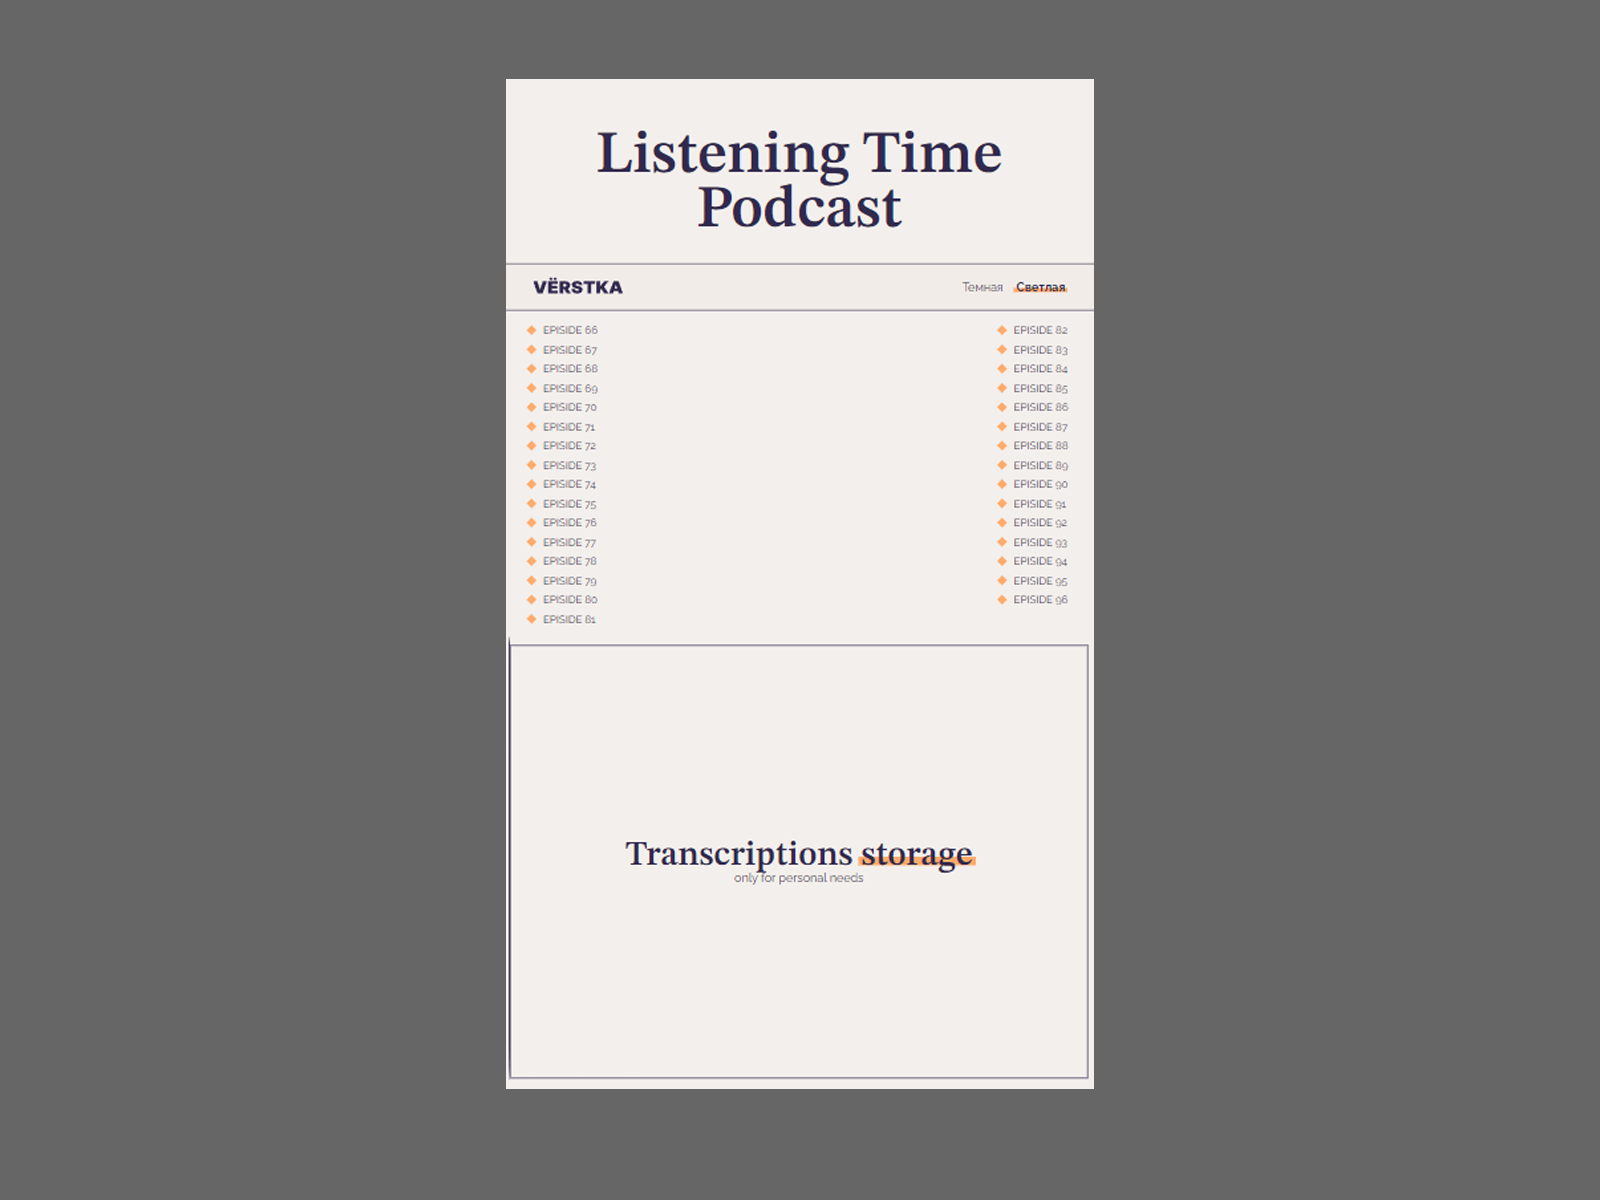 Listening Time
Podcast
VЁRSTKA
Темная Светлая
EPISIDE 66
EPISIDE 67
EPISIDE 68
EPISIDE 69
EPISIDE 70
EPISIDE 71
EPISIDE 72
EPISIDE 73
EPISIDE 74
EPISIDE 75
EPISIDE 76
EPISIDE 77
EPISIDE 78
EPISIDE 79
EPISIDE 80
EPISIDE 81
EPISIDE 82
EPISIDE 83
EPISIDE 84
EPISIDE 85
EPISIDE 86
EPISIDE 87
EPISIDE 88
EPISIDE 89
EPISIDE 90
EPISIDE 91
EPISIDE 92
EPISIDE 93
EPISIDE 94
EPISIDE 95
EPISIDE 96
Transcriptions storage
only for personal needs